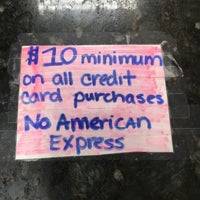 $10 minimum
on all credit
card purchases
No American
Express